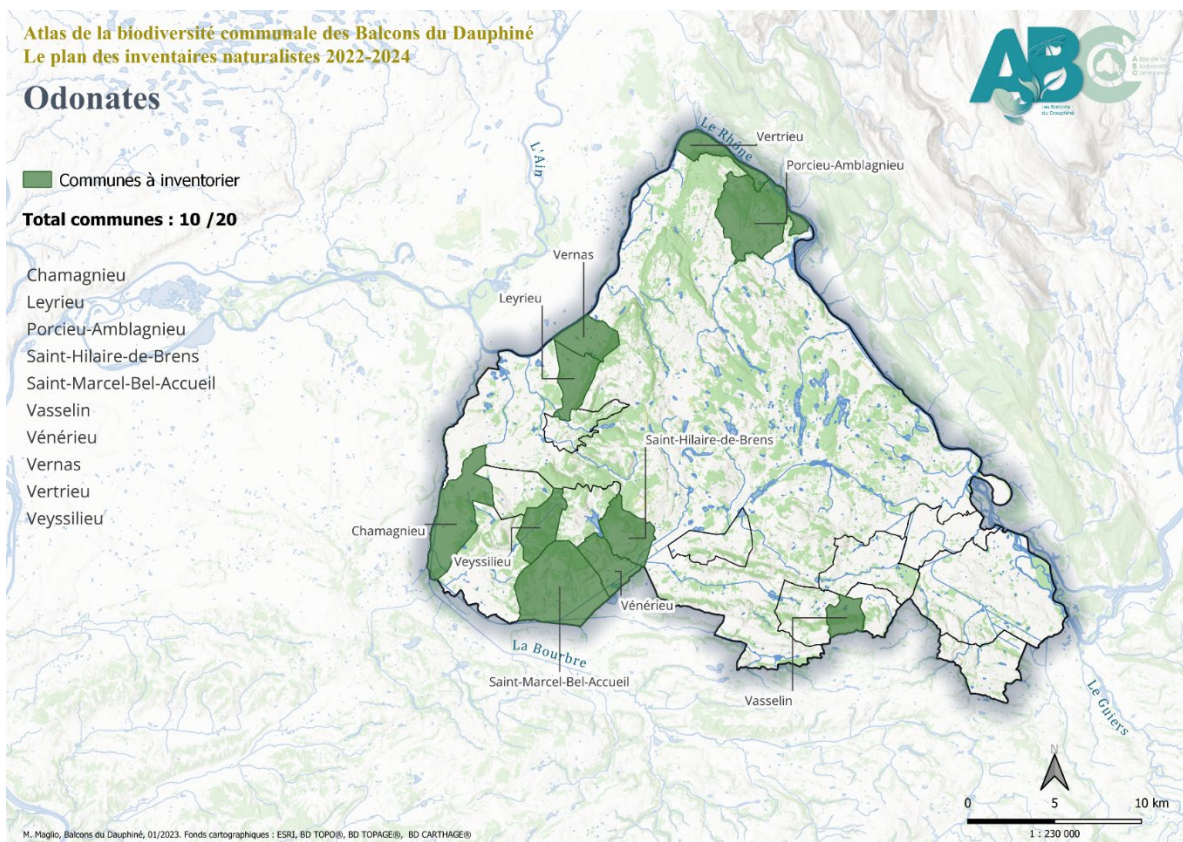 Atlas de la biodiversité communale des Balcons du Dauphiné
Le plan des inventaires naturalistes 2022-2024
Odonates
ABC
Les Balcons
du Dauphiné
Communes à inventorier
Total communes : 10 /20
Chamagnieu
Leyrieu
Porcieu-Amblagnieu
Saint-Hilaire-de-Brens
Saint-Marcel-Bel-Accueil
Vasselin
Vénérieu
Vernas
Vertrieu
Veyssilieu
L'Ain
Le Rhône
Vertrieu
Porcieu-Amblagnieu
Vernas
Leyrieu
Saint-Hilaire-de-Brens
Chamagnieu
Veyssilieu
Vénérieu
La Bourbre
Saint-Marcel-Bel-Accueil
Vasselin
Le Guiers
N
0 5 10 km
1 : 230 000
M. Maglio, Balcons du Dauphiné, 01/2023. Fonds cartographiques : ESRI, BD TOPO®, BD TOPAGE®, BD CARTHAGE®